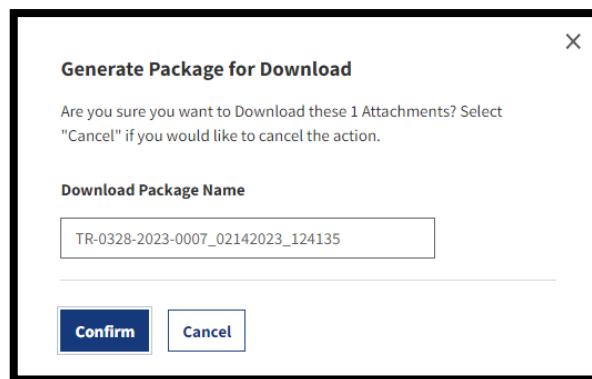 Generate Package for Download
Are you sure you want to Download these 1 Attachments? Select
"Cancel" if you would like to cancel the action.
Download Package Name
TR-0328-2023-0007_02142023_124135
Confirm
Cancel